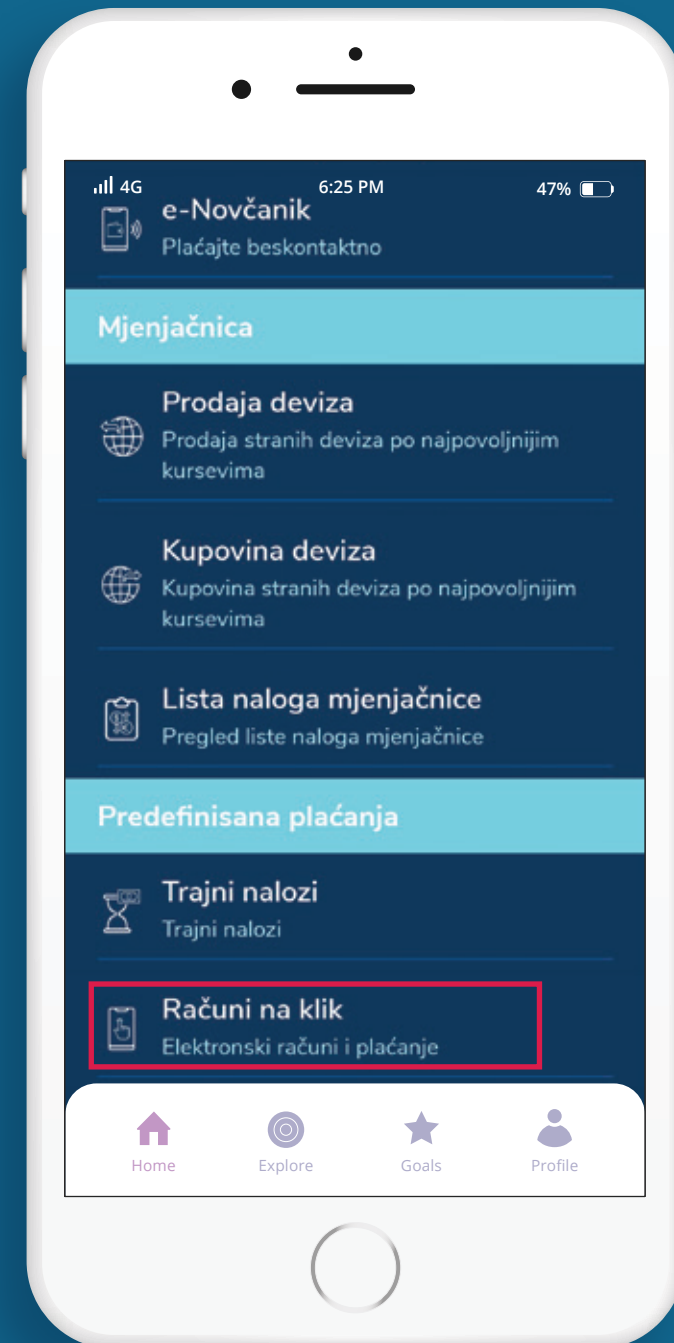 4G 6:25 PM 47%
e-Novčanik
Plaćajte beskontaktno
Mjenjačnica
Prodaja deviza
Prodaja stranih deviza po najpovoljnijim
kursevima
Kupovina deviza
Kupovina stranih deviza po najpovoljnijim
kursevima
Lista naloga mjenjačnice
Pregled liste naloga mjenjačnice
Predefinisana plaćanja
Trajni nalozi
Trajni nalozi
Računi na klik
Elektronski računi i plaćanje
Home Explore Goals Profile